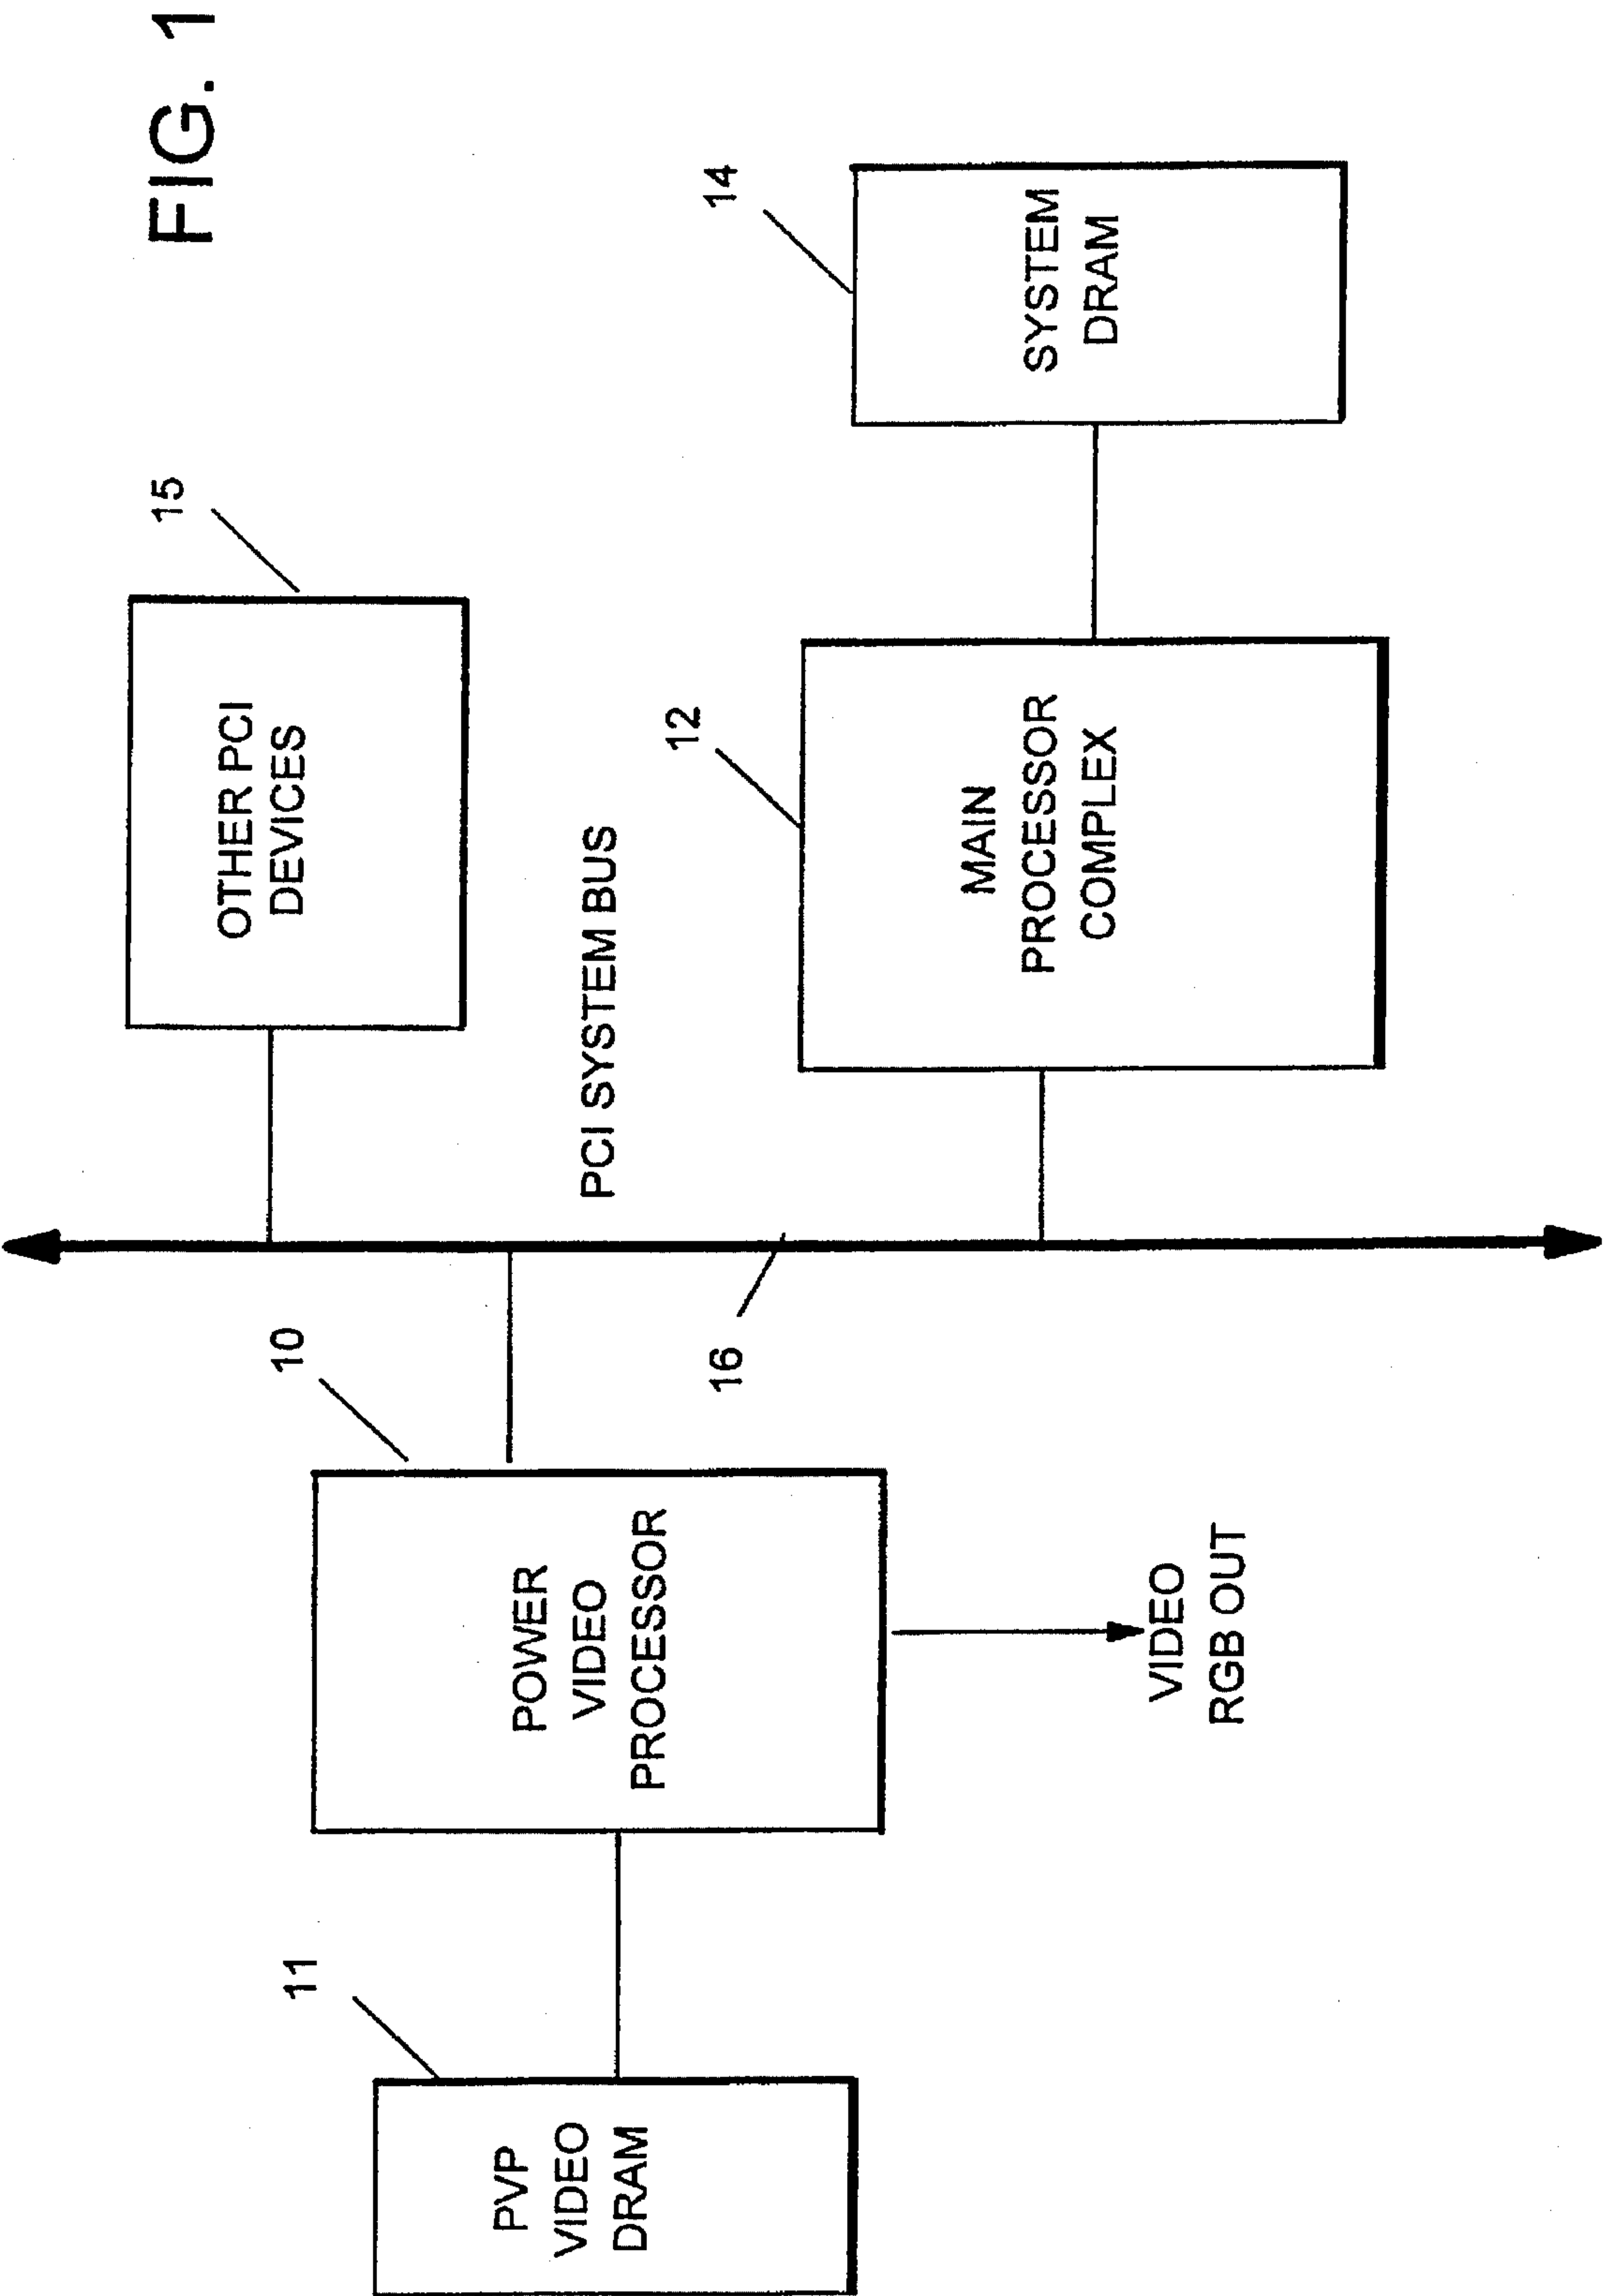 FIG. 1
15
OTHER PCI
DEVICES
14
SYSTEM
DRAM
PCI SYSTEM BUS
12
MAIN
PROCESSOR
COMPLEX
10
16
POWER
VIDEO
PROCESSOR
VIDEO
RGB OUT
11
PVP
VIDEO
DRAM